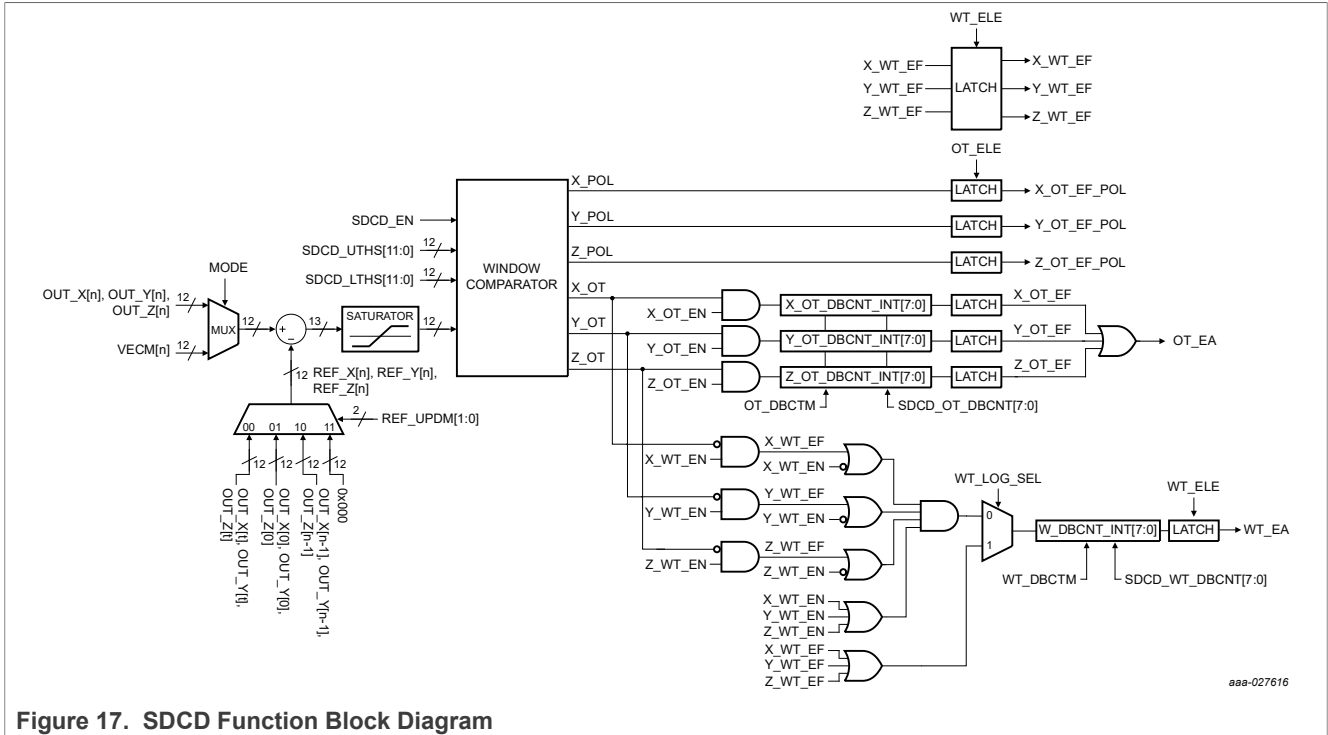 WT_ELE
X_WT_EF
Y_WT_EF
Z_WT_EF
LATCH
X_WT_EF
Y_WT_EF
Z_WT_EF
OT_ELE
X_POL
LATCH
X_OT_EF_POL
Y_POL
LATCH
Y_OT_EF_POL
Z_POL
LATCH
Z_OT_EF_POL
SDCD_EN
SDCD_UTHS[11:0]
12
SDCD_LTHS[11:0]
12
WINDOW
COMPARATOR
MODE
OUT_X[n], OUT_Y[n],
OUT_Z[n]
12
MUX
VECM[n]
12
12
+
−
13
SATURATOR
12
12
REF_X[n], REF_Y[n],
REF_Z[n]
2
REF_UPDM[1:0]
00 01 10 11
12 12 12 12
OUT_X[t], OUT_Y[t],
OUT_Z[t]
OUT_X[0], OUT_Y[0],
OUT_Z[0]
OUT_X[n-1], OUT_Y[n-1],
OUT_Z[n-1]
0x000
X_OT
X_OT_EN
X_OT_DBCNT_INT[7:0]
LATCH
X_OT_EF
Y_OT
Y_OT_EN
Y_OT_DBCNT_INT[7:0]
LATCH
Y_OT_EF
Z_OT
Z_OT_EN
Z_OT_DBCNT_INT[7:0]
LATCH
Z_OT_EF
OT_EA
OT_DBCTM
SDCD_OT_DBCNT[7:0]
X_WT_EN
X_WT_EF
X_WT_EN
Y_WT_EN
Y_WT_EF
Y_WT_EN
Z_WT_EN
Z_WT_EF
Z_WT_EN
X_WT_EN
Y_WT_EN
Z_WT_EN
X_WT_EF
Y_WT_EF
Z_WT_EF
WT_LOG_SEL
0
1
W_DBCNT_INT[7:0]
WT_ELE
LATCH
WT_EA
WT_DBCTM
SDCD_WT_DBCNT[7:0]
aaa-027616
Figure 17. SDCD Function Block Diagram